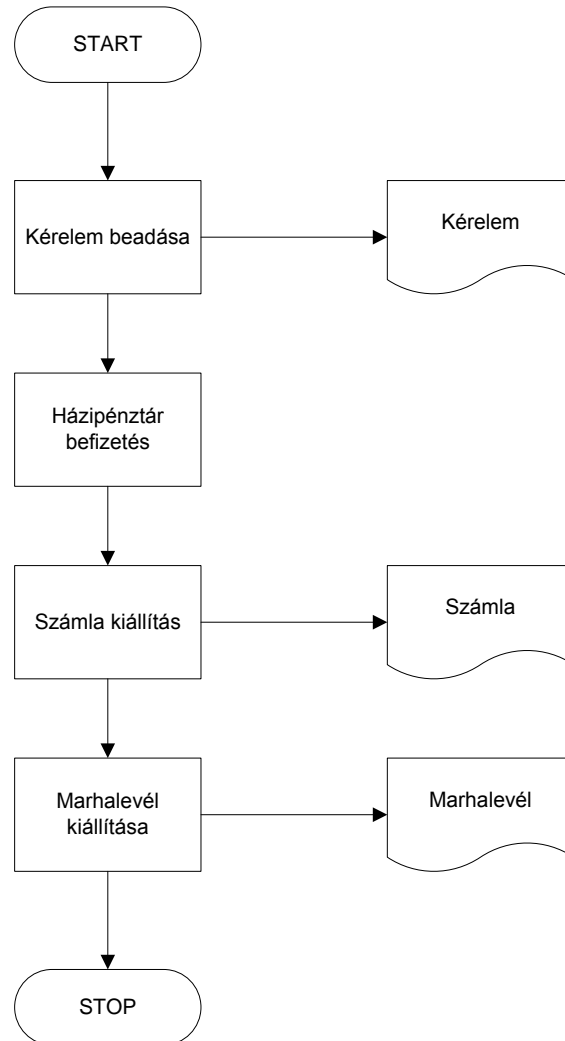 START
Kérelem beadása
Kérelem
Házipénztár
befizetés
Számla kiállítás
Számla
Marhalevél
kiállítása
Marhalevél
STOP